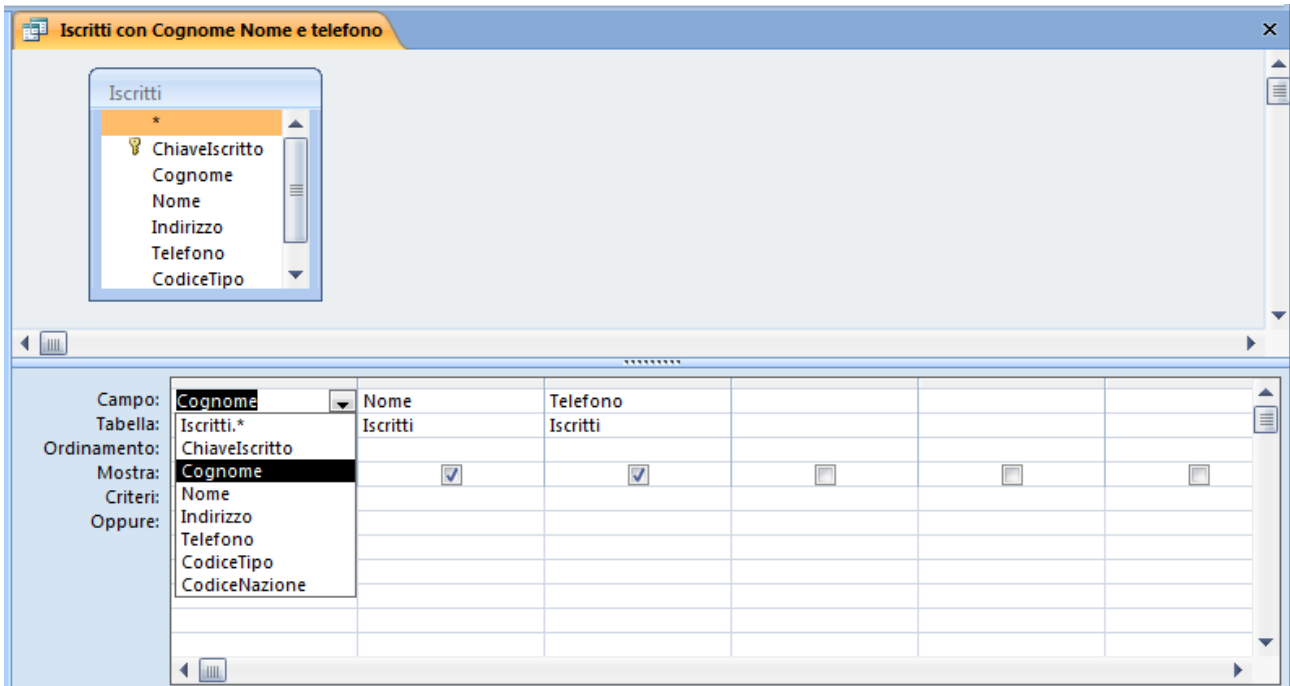 Iscritti con Cognome Nome e telefono
Iscritti
*
ChiaveIscritto
Cognome
Nome
Indirizzo
Telefono
CodiceTipo
Campo: Cognome Nome Telefono
Tabella: Iscritti.* Iscritti Iscritti
Ordinamento: ChiaveIscritto
Mostra: Cognome
Criteri: Nome
Oppure: Indirizzo
Telefono
CodiceTipo
CodiceNazione